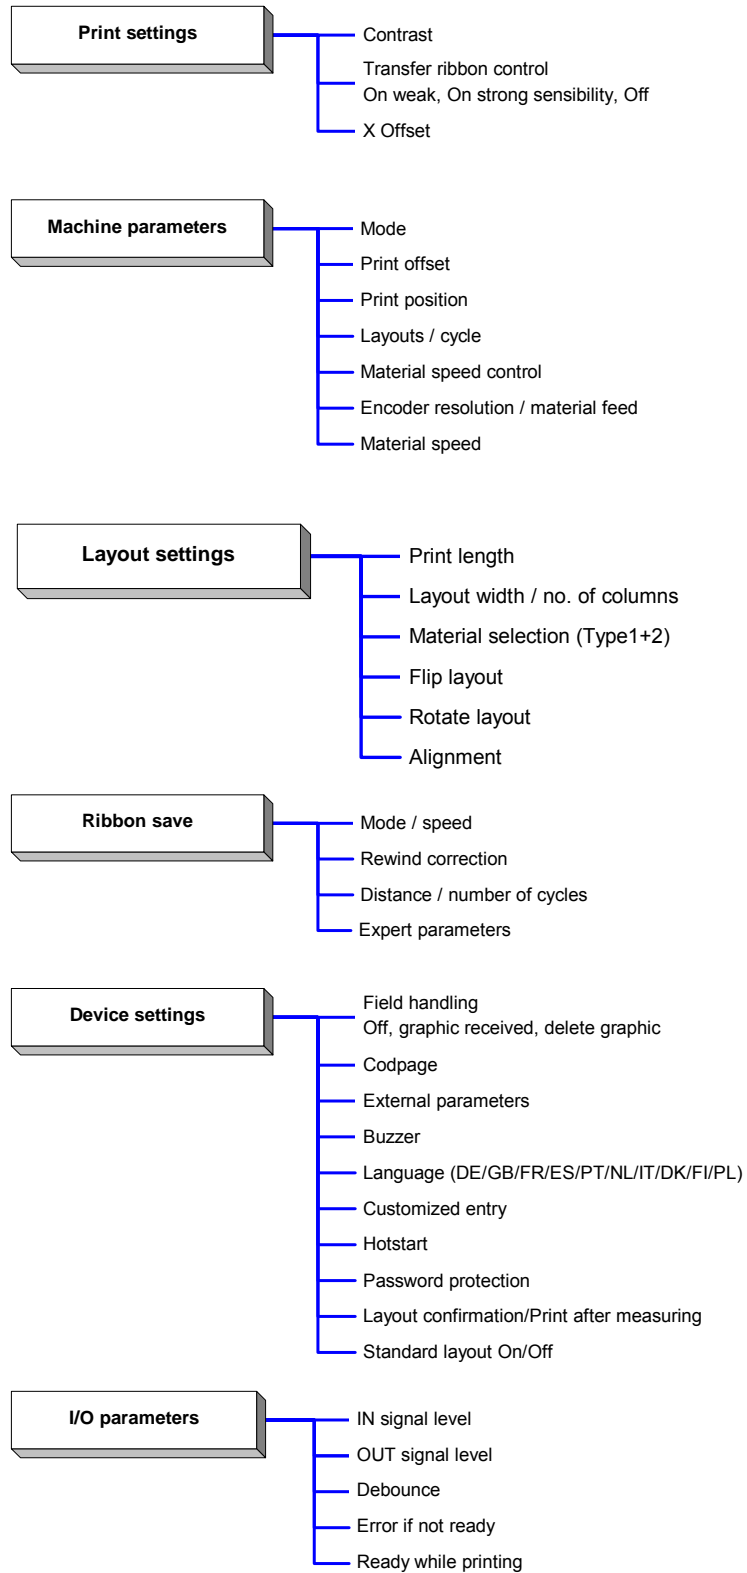 Print settings
Contrast
Transfer ribbon control
On weak, On strong sensibility, Off
X Offset
Machine parameters
Mode
Print offset
Print position
Layouts / cycle
Material speed control
Encoder resolution / material feed
Material speed
Layout settings
Print length
Layout width / no. of columns
Material selection (Type1+2)
Flip layout
Rotate layout
Alignment
Ribbon save
Mode / speed
Rewind correction
Distance / number of cycles
Expert parameters
Device settings
Field handling
Off, graphic received, delete graphic
Codpage
External parameters
Buzzer
Language (DE/GB/FR/ES/PT/NL/IT/DK/FI/PL)
Customized entry
Hotstart
Password protection
Layout confirmation/Print after measuring
Standard layout On/Off
I/O parameters
IN signal level
OUT signal level
Debounce
Error if not ready
Ready while printing